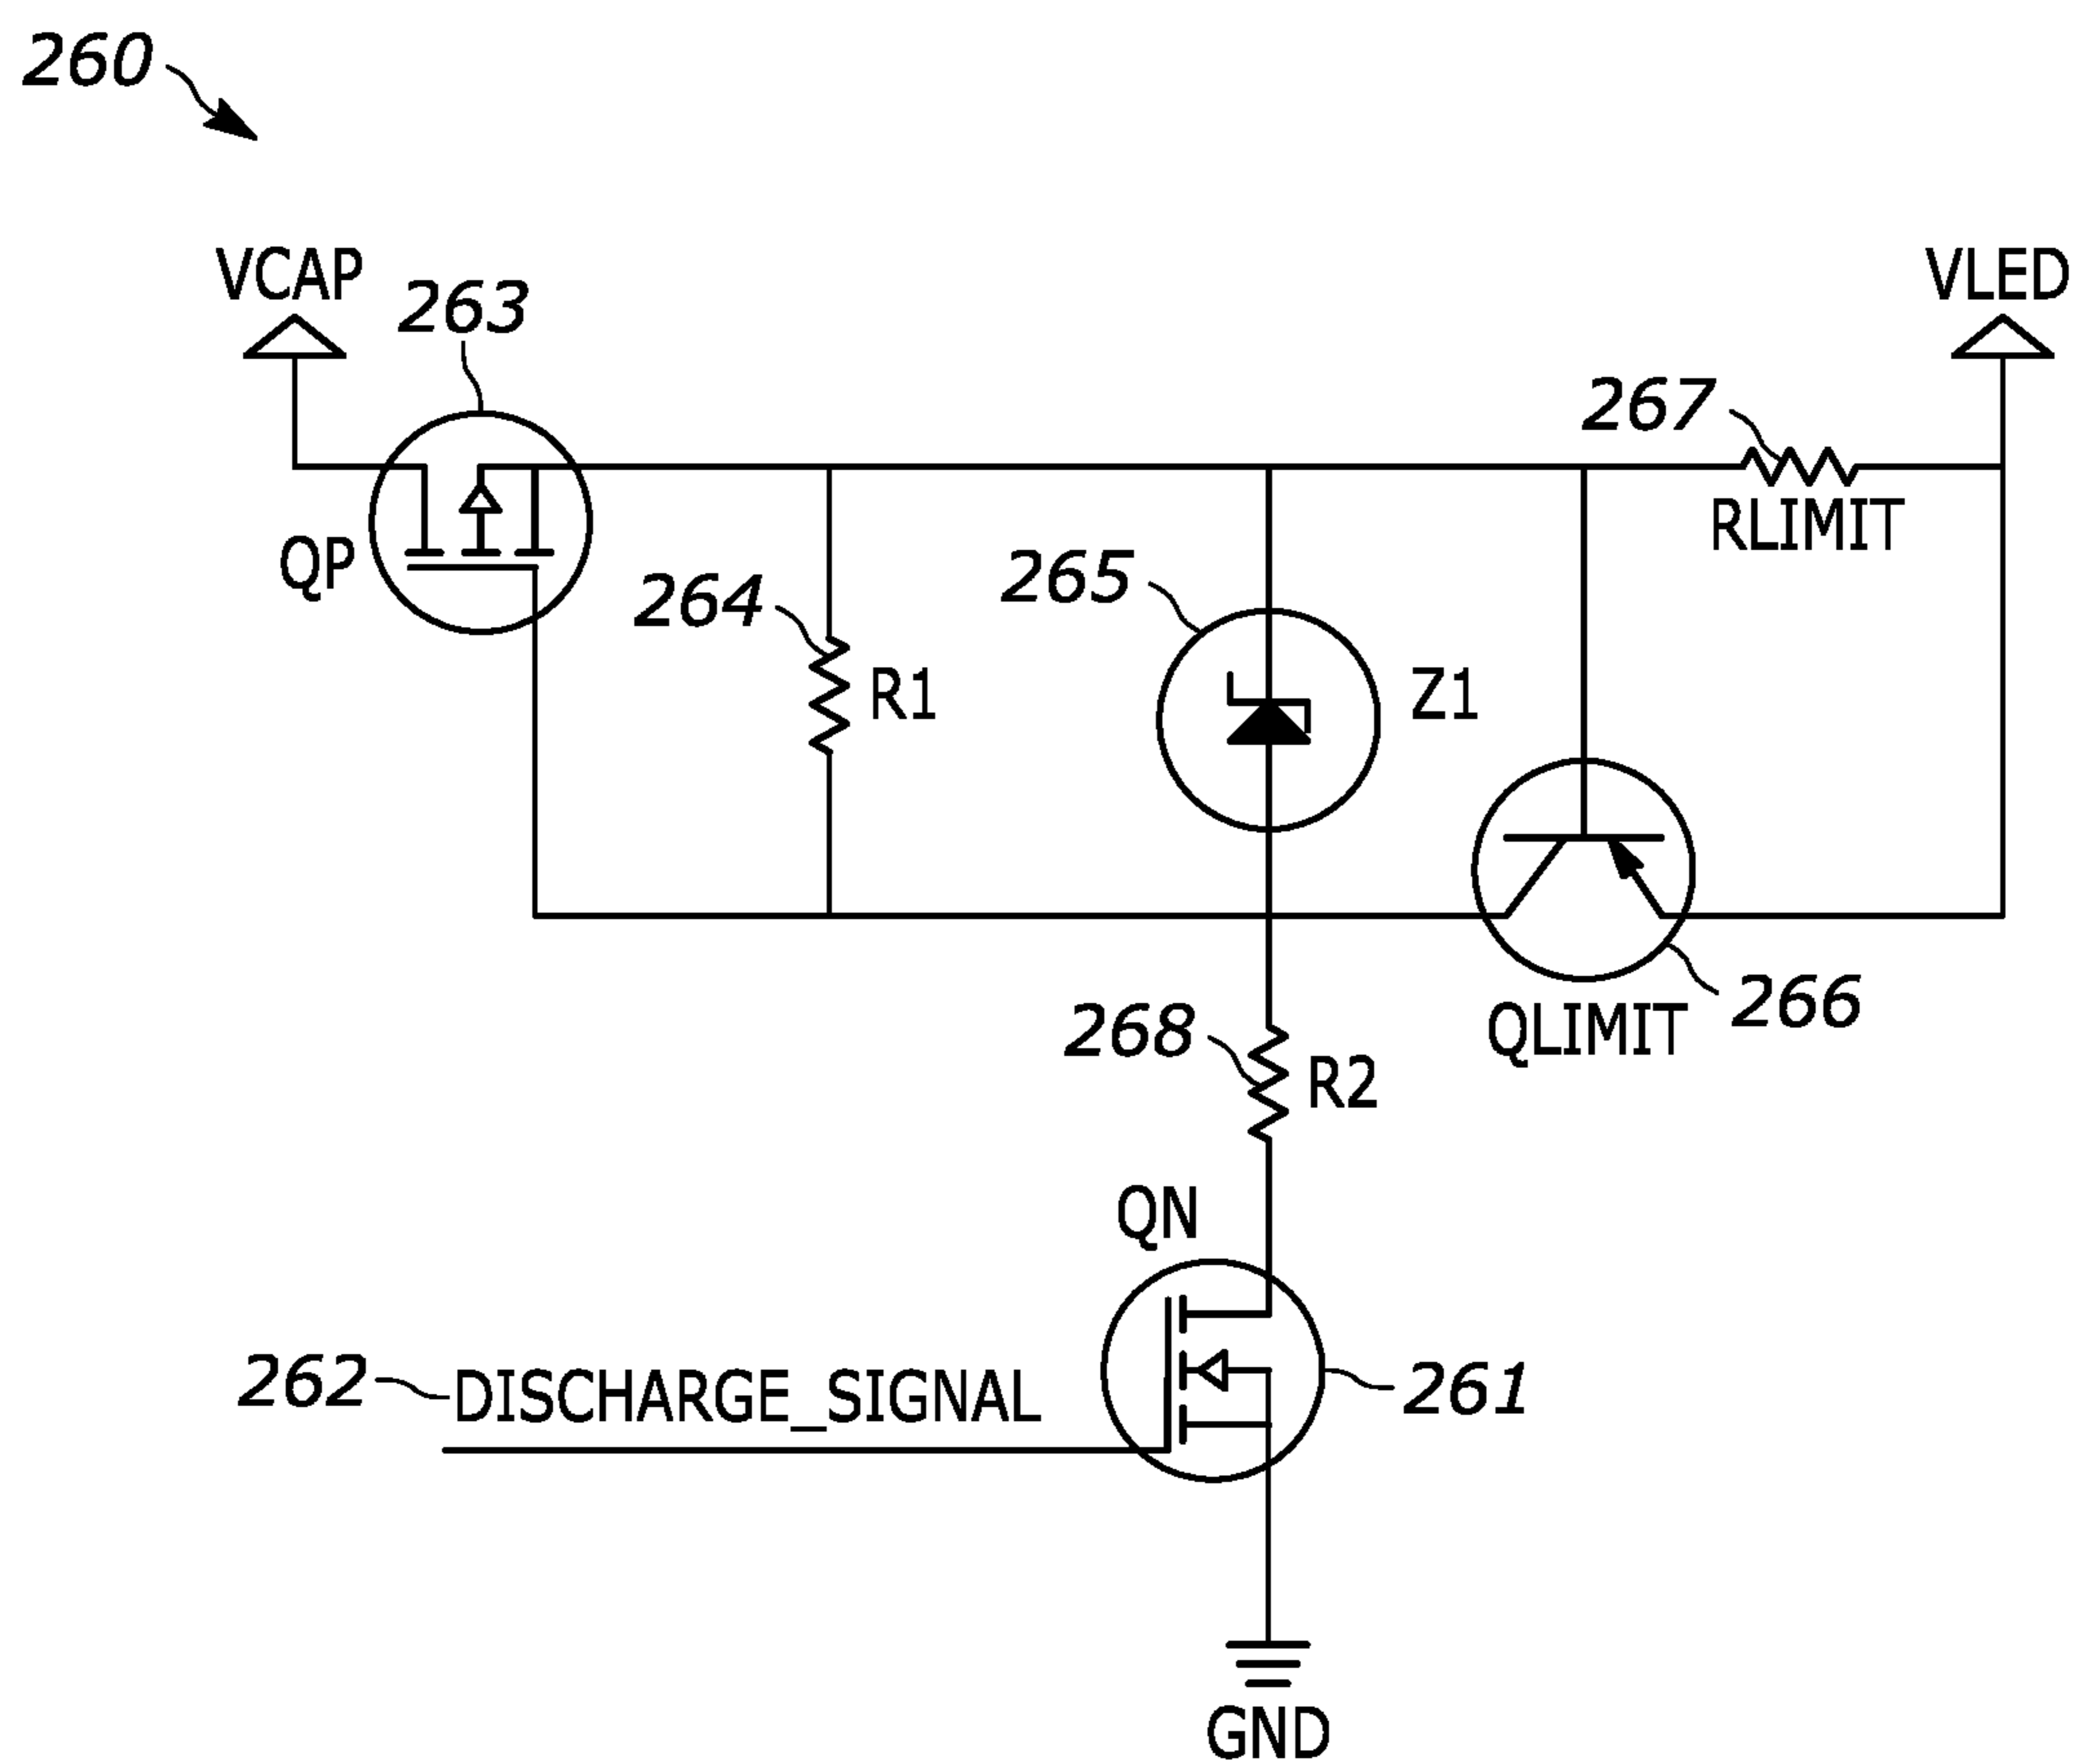 260
VCAP
263
VLED
267
RLIMIT
QP
265
264
R1
Z1
268
R2
QLIMIT
266
QN
262
DISCHARGE_SIGNAL
261
GND